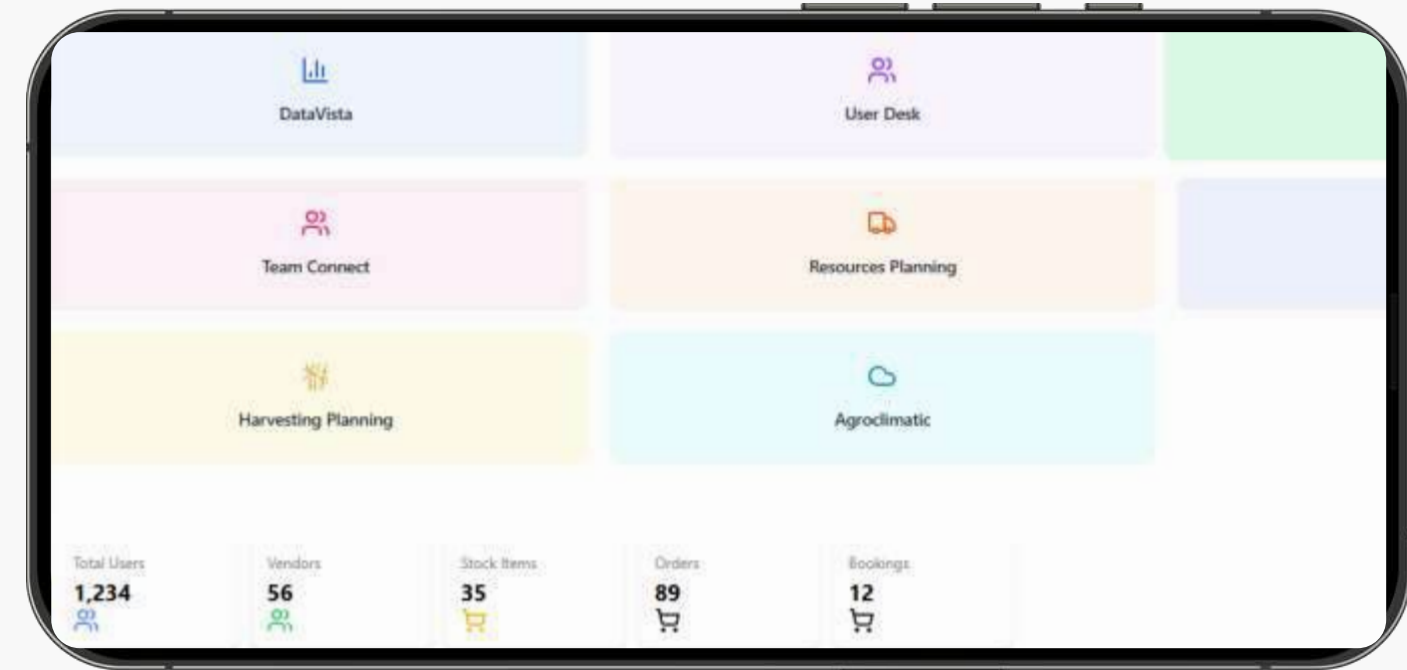 DataVista
User Desk
Team Connect
Resources Planning
Harvesting Planning
Agroclimatic
Total Users
1,234
Vendors
56
Stock Items
35
Orders
89
Bookings
12